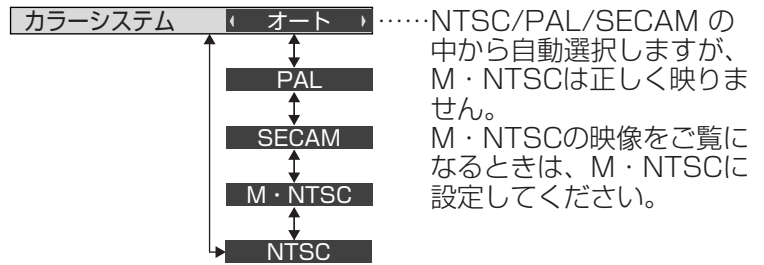 カラーシステム オート ……NTSC/PAL/SECAM の
中から自動選択しますが、
PAL M・NTSCは正しく映りま
せん。
SECAM M・NTSCの映像をご覧に
なるときは、M・NTSCに
M・NTSC 設定してください。
NTSC